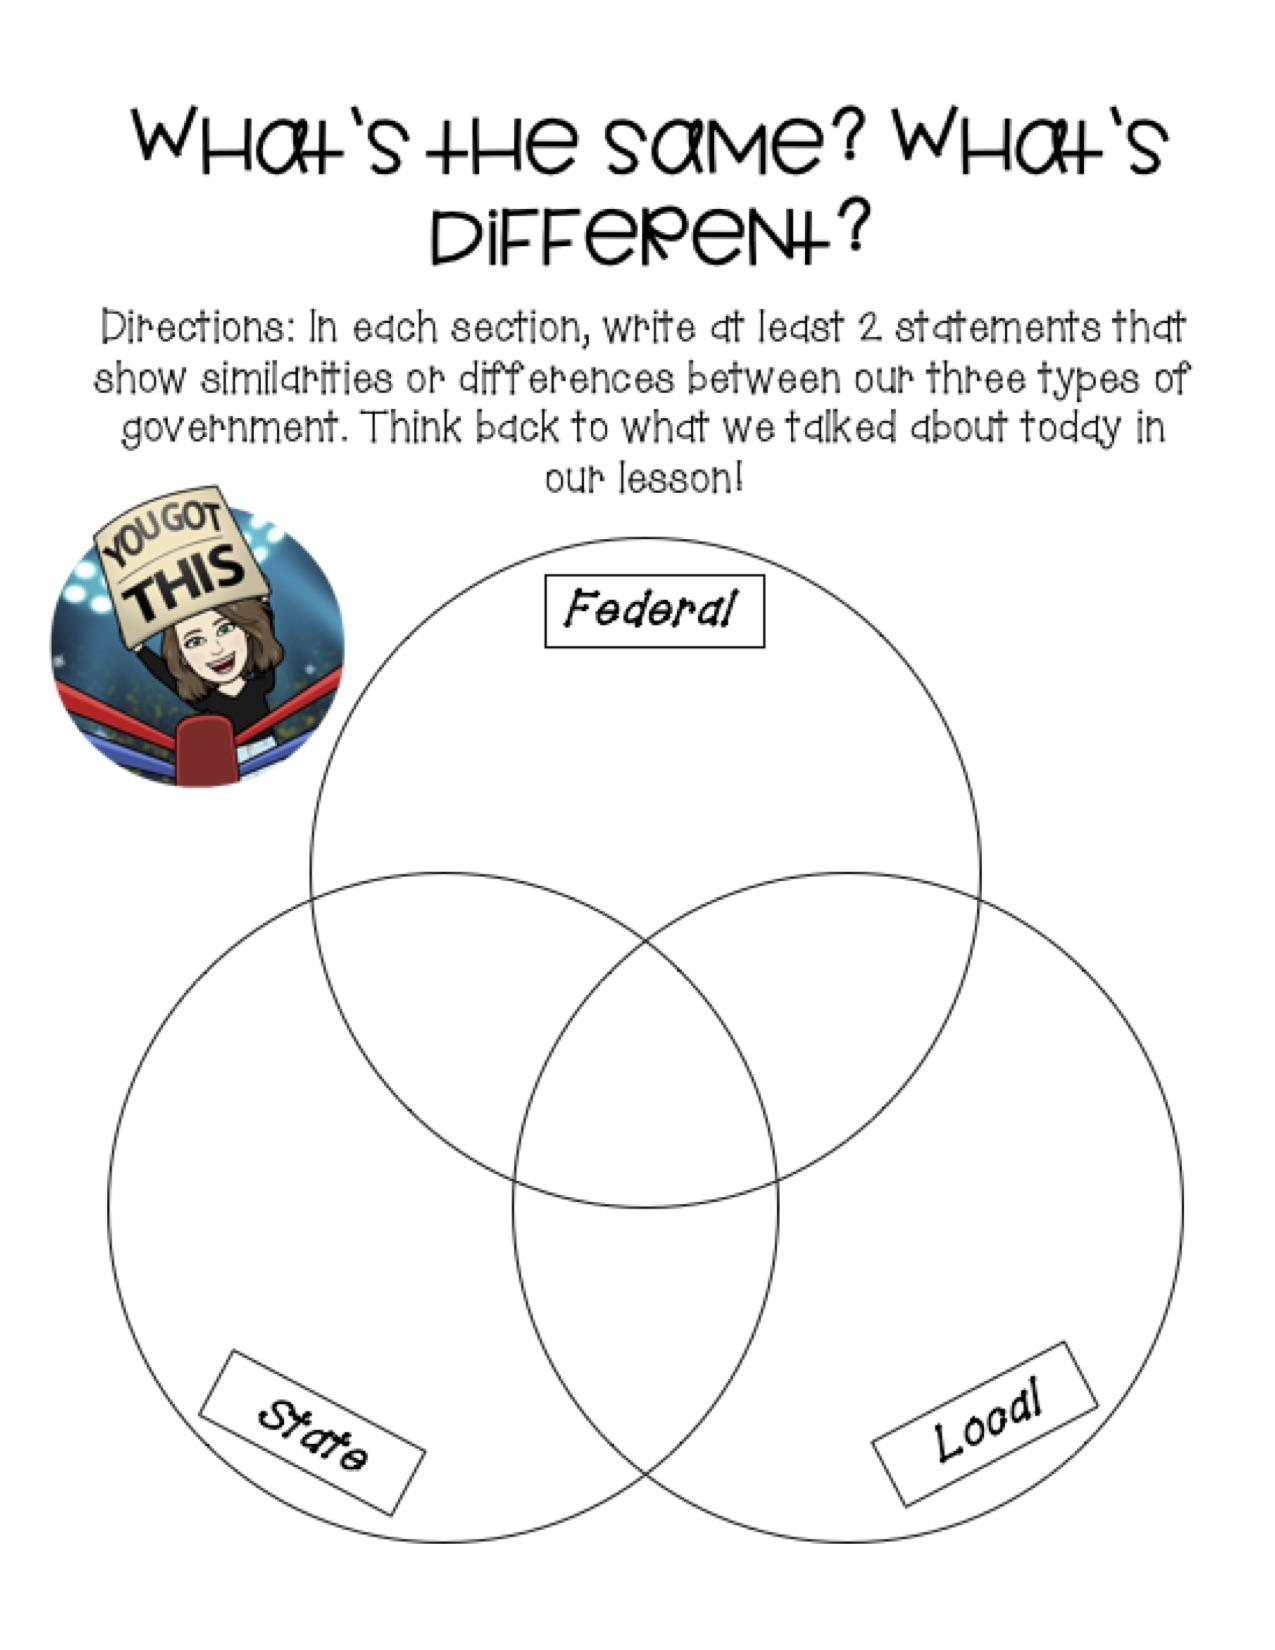 What's the same? What's
Different?
Directions: In each section, write at least 2 statements that
show similarities or differences between our three types of
government. Think back to what we talked about today in
our lesson!
YOU GOT
THIS
Federal
State
Local